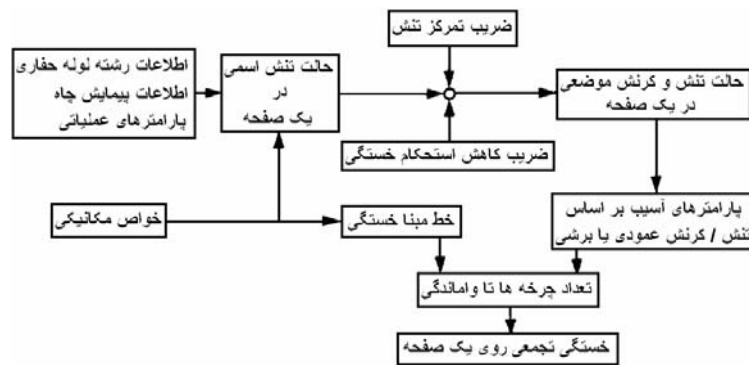 ضریب تمرکز تنش
اطلاعات رشته لوله حفاری
اطلاعات پیمایش چاه
پارامترهای عملیاتی
حالت تنش اسمی
در
یک صفحه
حالت تنش و کرنش موضعی
در یک صفحه
ضریب کاهش استحکام خستگی
خواص مکانیکی
خط مبنا خستگی
پارامترهای آسیب بر اساس
تنش / کرنش عمودی یا برشی
تعداد چرخه ها تا واماندگی
خستگی تجمعی روی یک صفحه